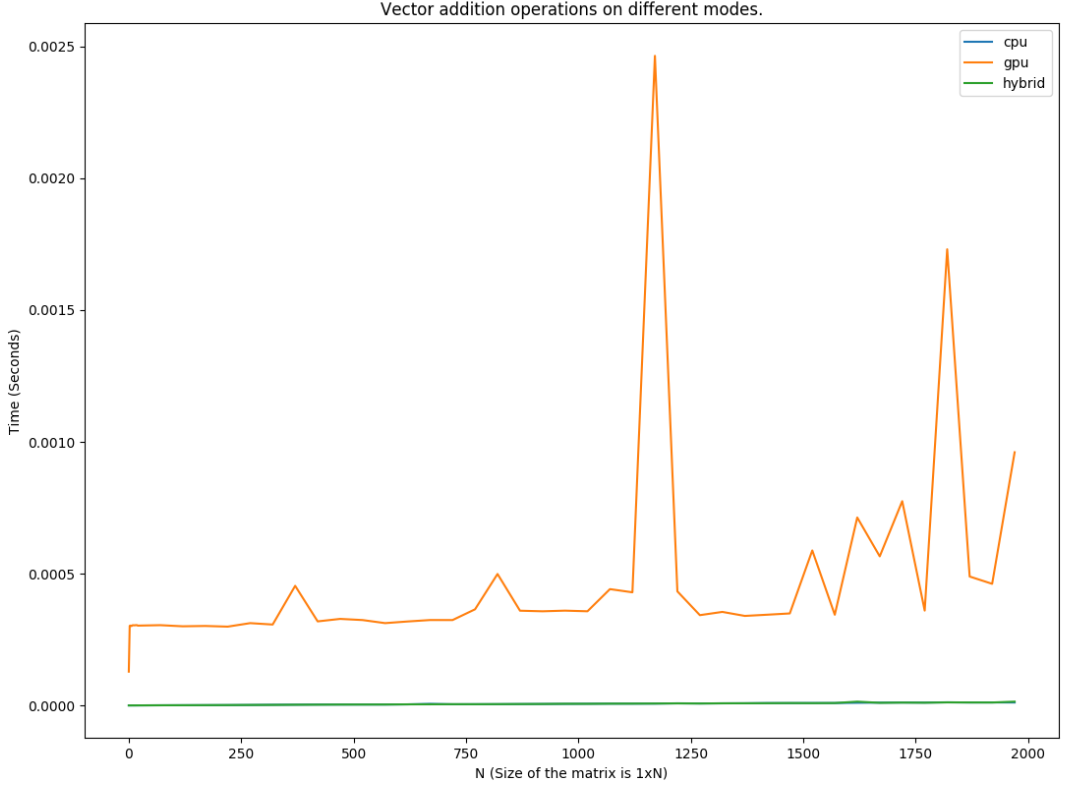 Vector addition operations on different modes.
cpu
gpu
hybrid
0.0025
0.0020
0.0015
0.0010
0.0005
0.0000
Time (Seconds)
0
250
500
750
1000
1250
1500
1750
2000
N (Size of the matrix is 1xN)